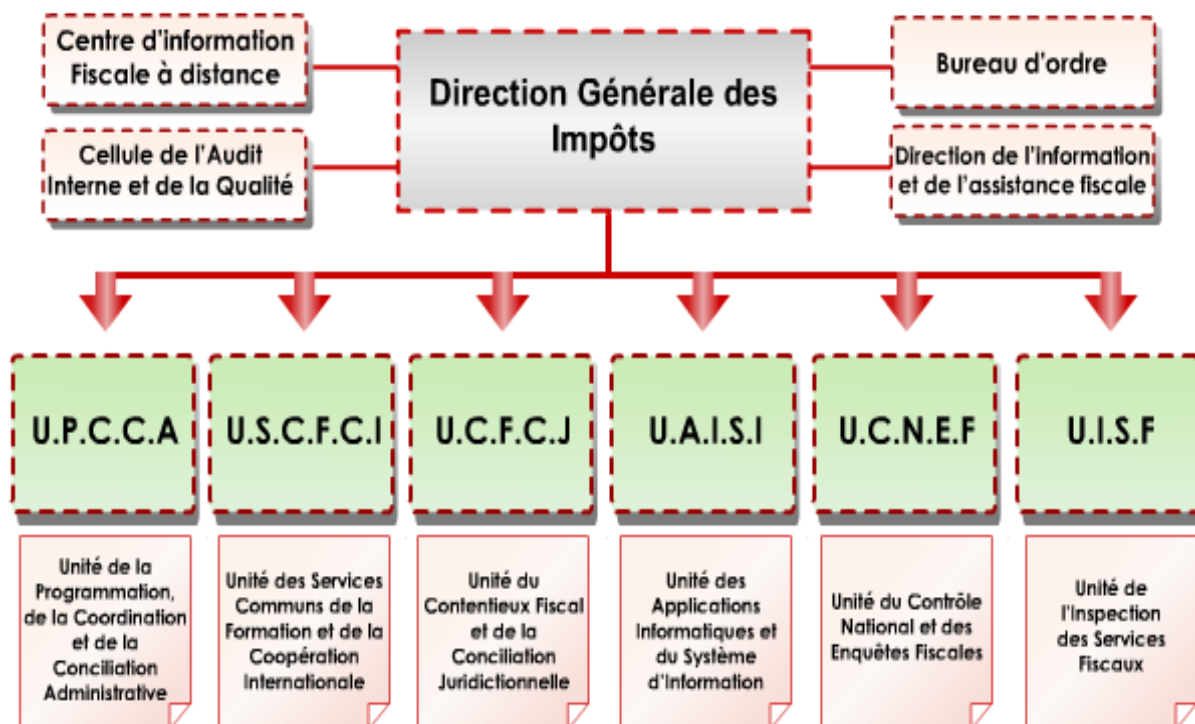 Centre d'information
Fiscale à distance
Direction Générale des
Impôts
Bureau d'ordre
Cellule de l'Audit
Interne et de la Qualité
Direction de l'information
et de l'assistance fiscale
U.P.C.C.A
U.S.C.F.C.I
U.C.F.C.J
U.A.I.S.I
U.C.N.E.F
U.I.S.F
Unité de la
Programmation,
de la Coordination
et de la
Conciliation
Administrative
Unité des Services
Communs de la
Formation et de la
Coopération
Internationale
Unité du
Contentieux Fiscal
et de la
Conciliation
Juridictionnelle
Unité des
Applications
Informatiques et
du Système
d'Information
Unité du Contrôle
National et des
Enquêtes Fiscales
Unité de
l'Inspection
des Services
Fiscaux